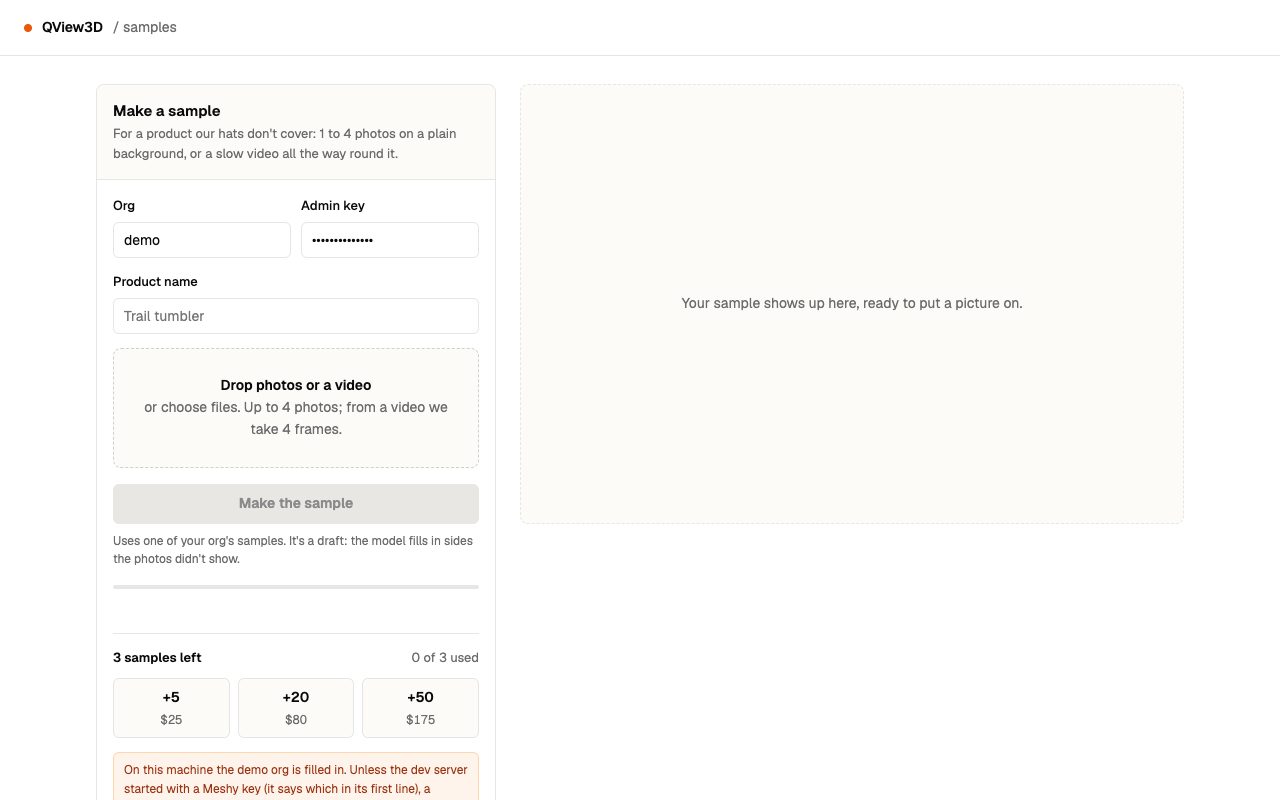 QView3D / samples
Make a sample
For a product our hats don't cover: 1 to 4 photos on a plain
background, or a slow video all the way round it.
Org Admin key
demo ••••••••••••••
Product name
Trail tumbler
Drop photos or a video
or choose files. Up to 4 photos; from a video we
take 4 frames.
Make the sample
Uses one of your org's samples. It's a draft: the model fills in sides
the photos didn't show.
3 samples left 0 of 3 used
+5 +20 +50
$25 $80 $175
On this machine the demo org is filled in. Unless the dev server
started with a Meshy key (it says which in its first line), a
Your sample shows up here, ready to put a picture on.